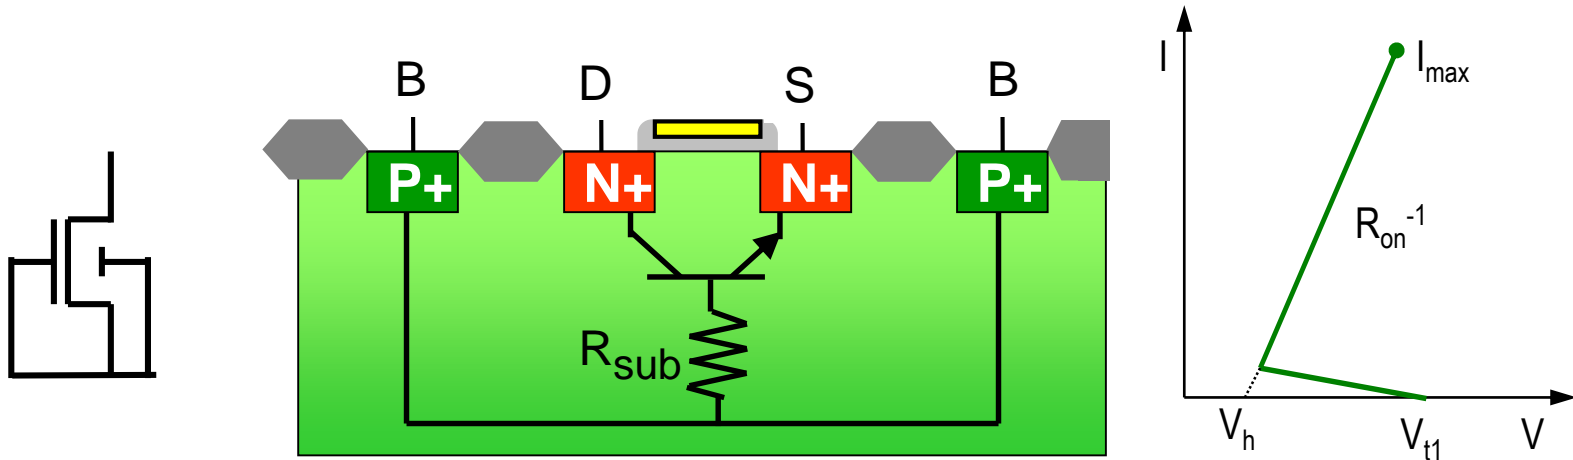 B D S B
P+ N+ N+ P+
Rsub
I
Imax
Ron-1
Vh Vt1 V